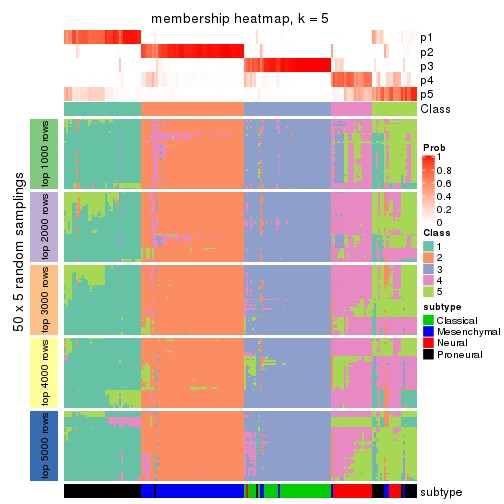 membership heatmap, k = 5
p1
p2
p3
p4
p5
Class
50 x 5 random samplings
top 1000 rows
top 2000 rows
top 3000 rows
top 4000 rows
top 5000 rows
subtype
Prob
1
0.8
0.6
0.4
0.2
0
Class
1
2
3
4
5
subtype
Classical
Mesenchymal
Neural
Proneural